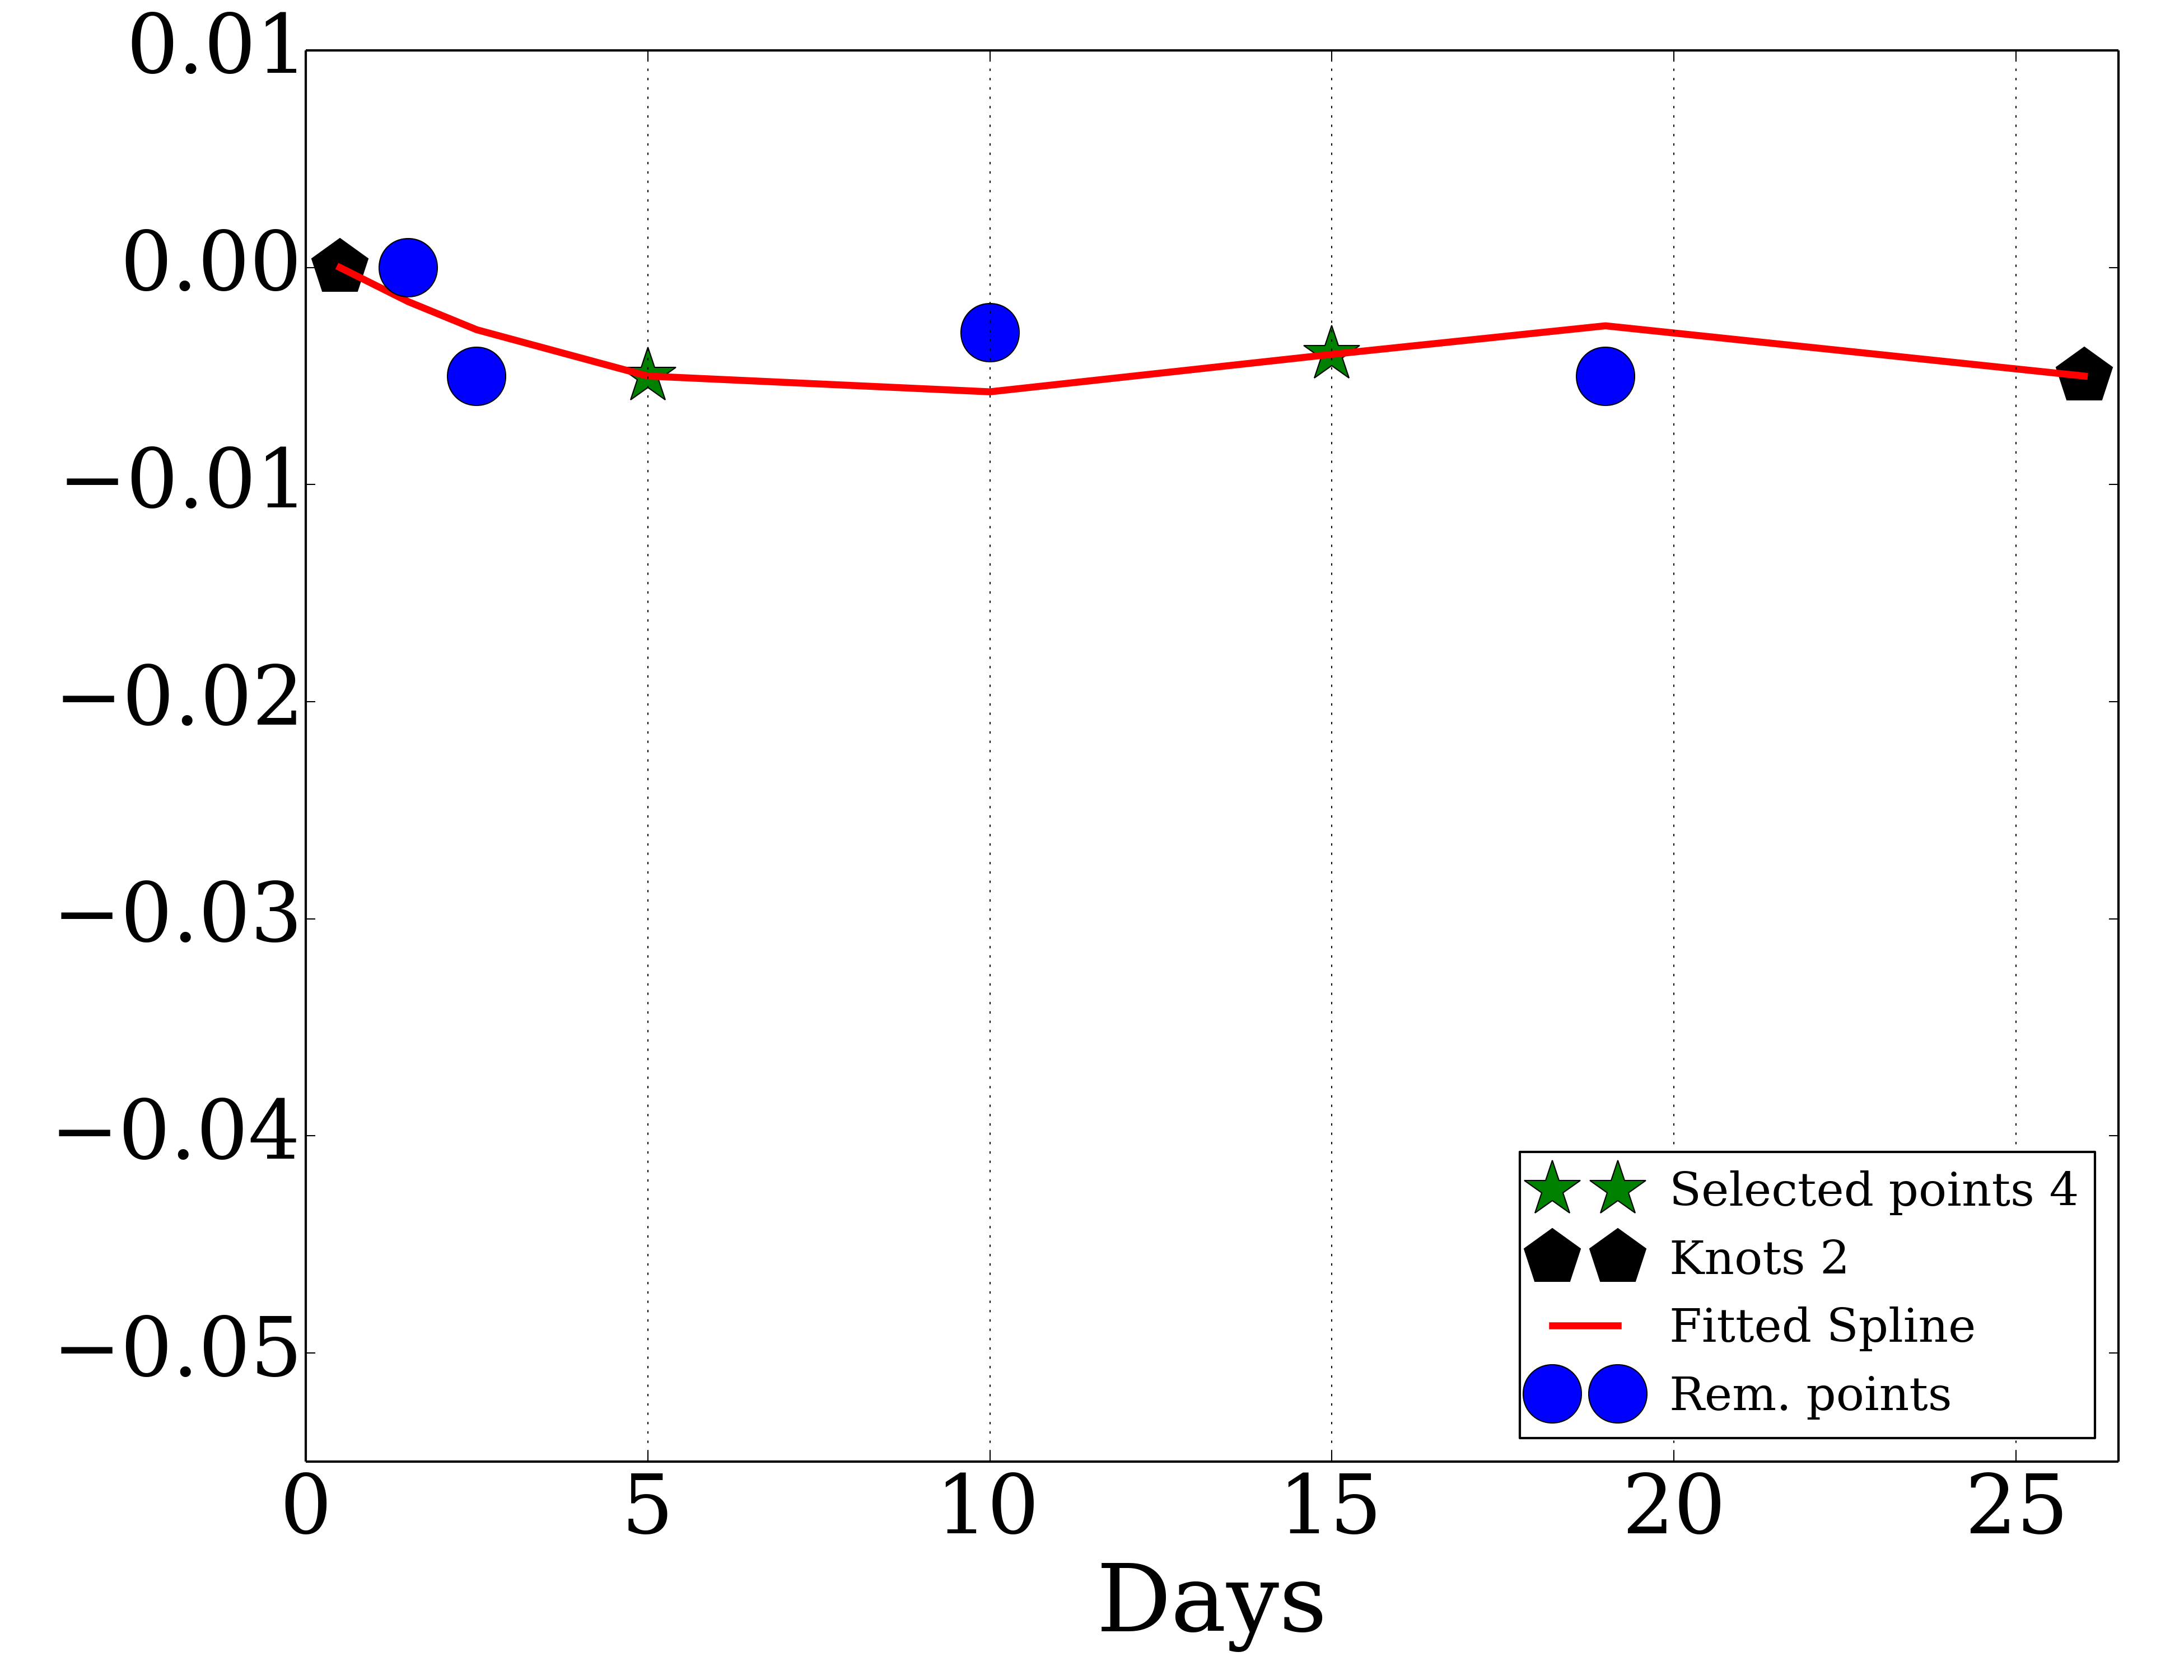 0.01
0.00
−0.01
−0.02
−0.03
−0.04
−0.05
Selected points 4
Knots 2
Fitted Spline
Rem. points
0 5 10 15 20 25
Days